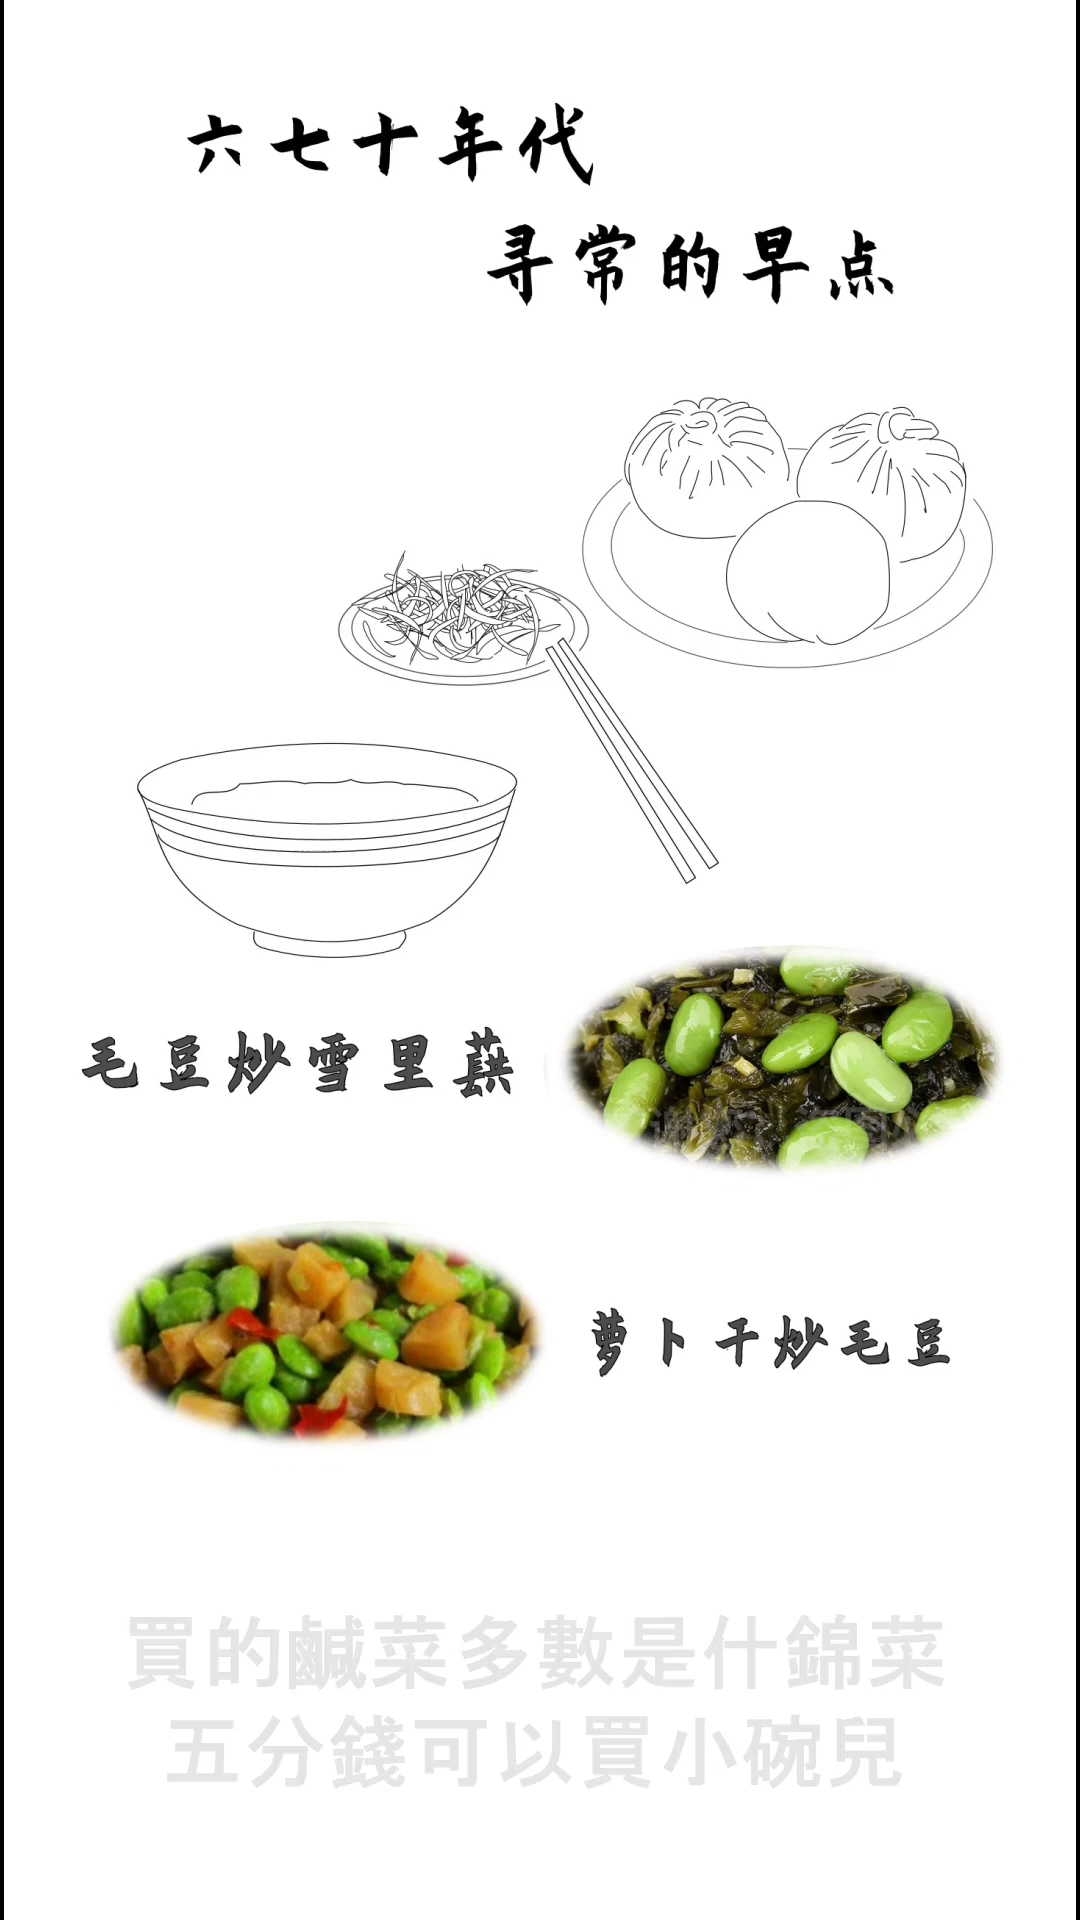 六七十年代
寻常的早点
毛豆炒雪里蕻
萝卜干炒毛豆
買的鹹菜多數是什錦菜
五分錢可以買小碗兒